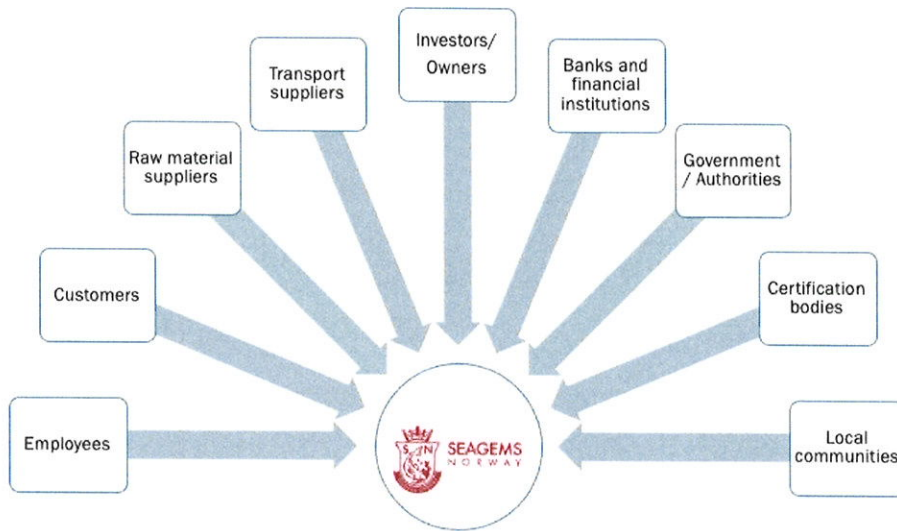 Investors/
Owners
Transport
suppliers
Banks and
financial
institutions
Raw material
suppliers
Government
/ Authorities
Customers
Certification
bodies
Employees
Local
communities
S N
SEAGEMS
NORWAY